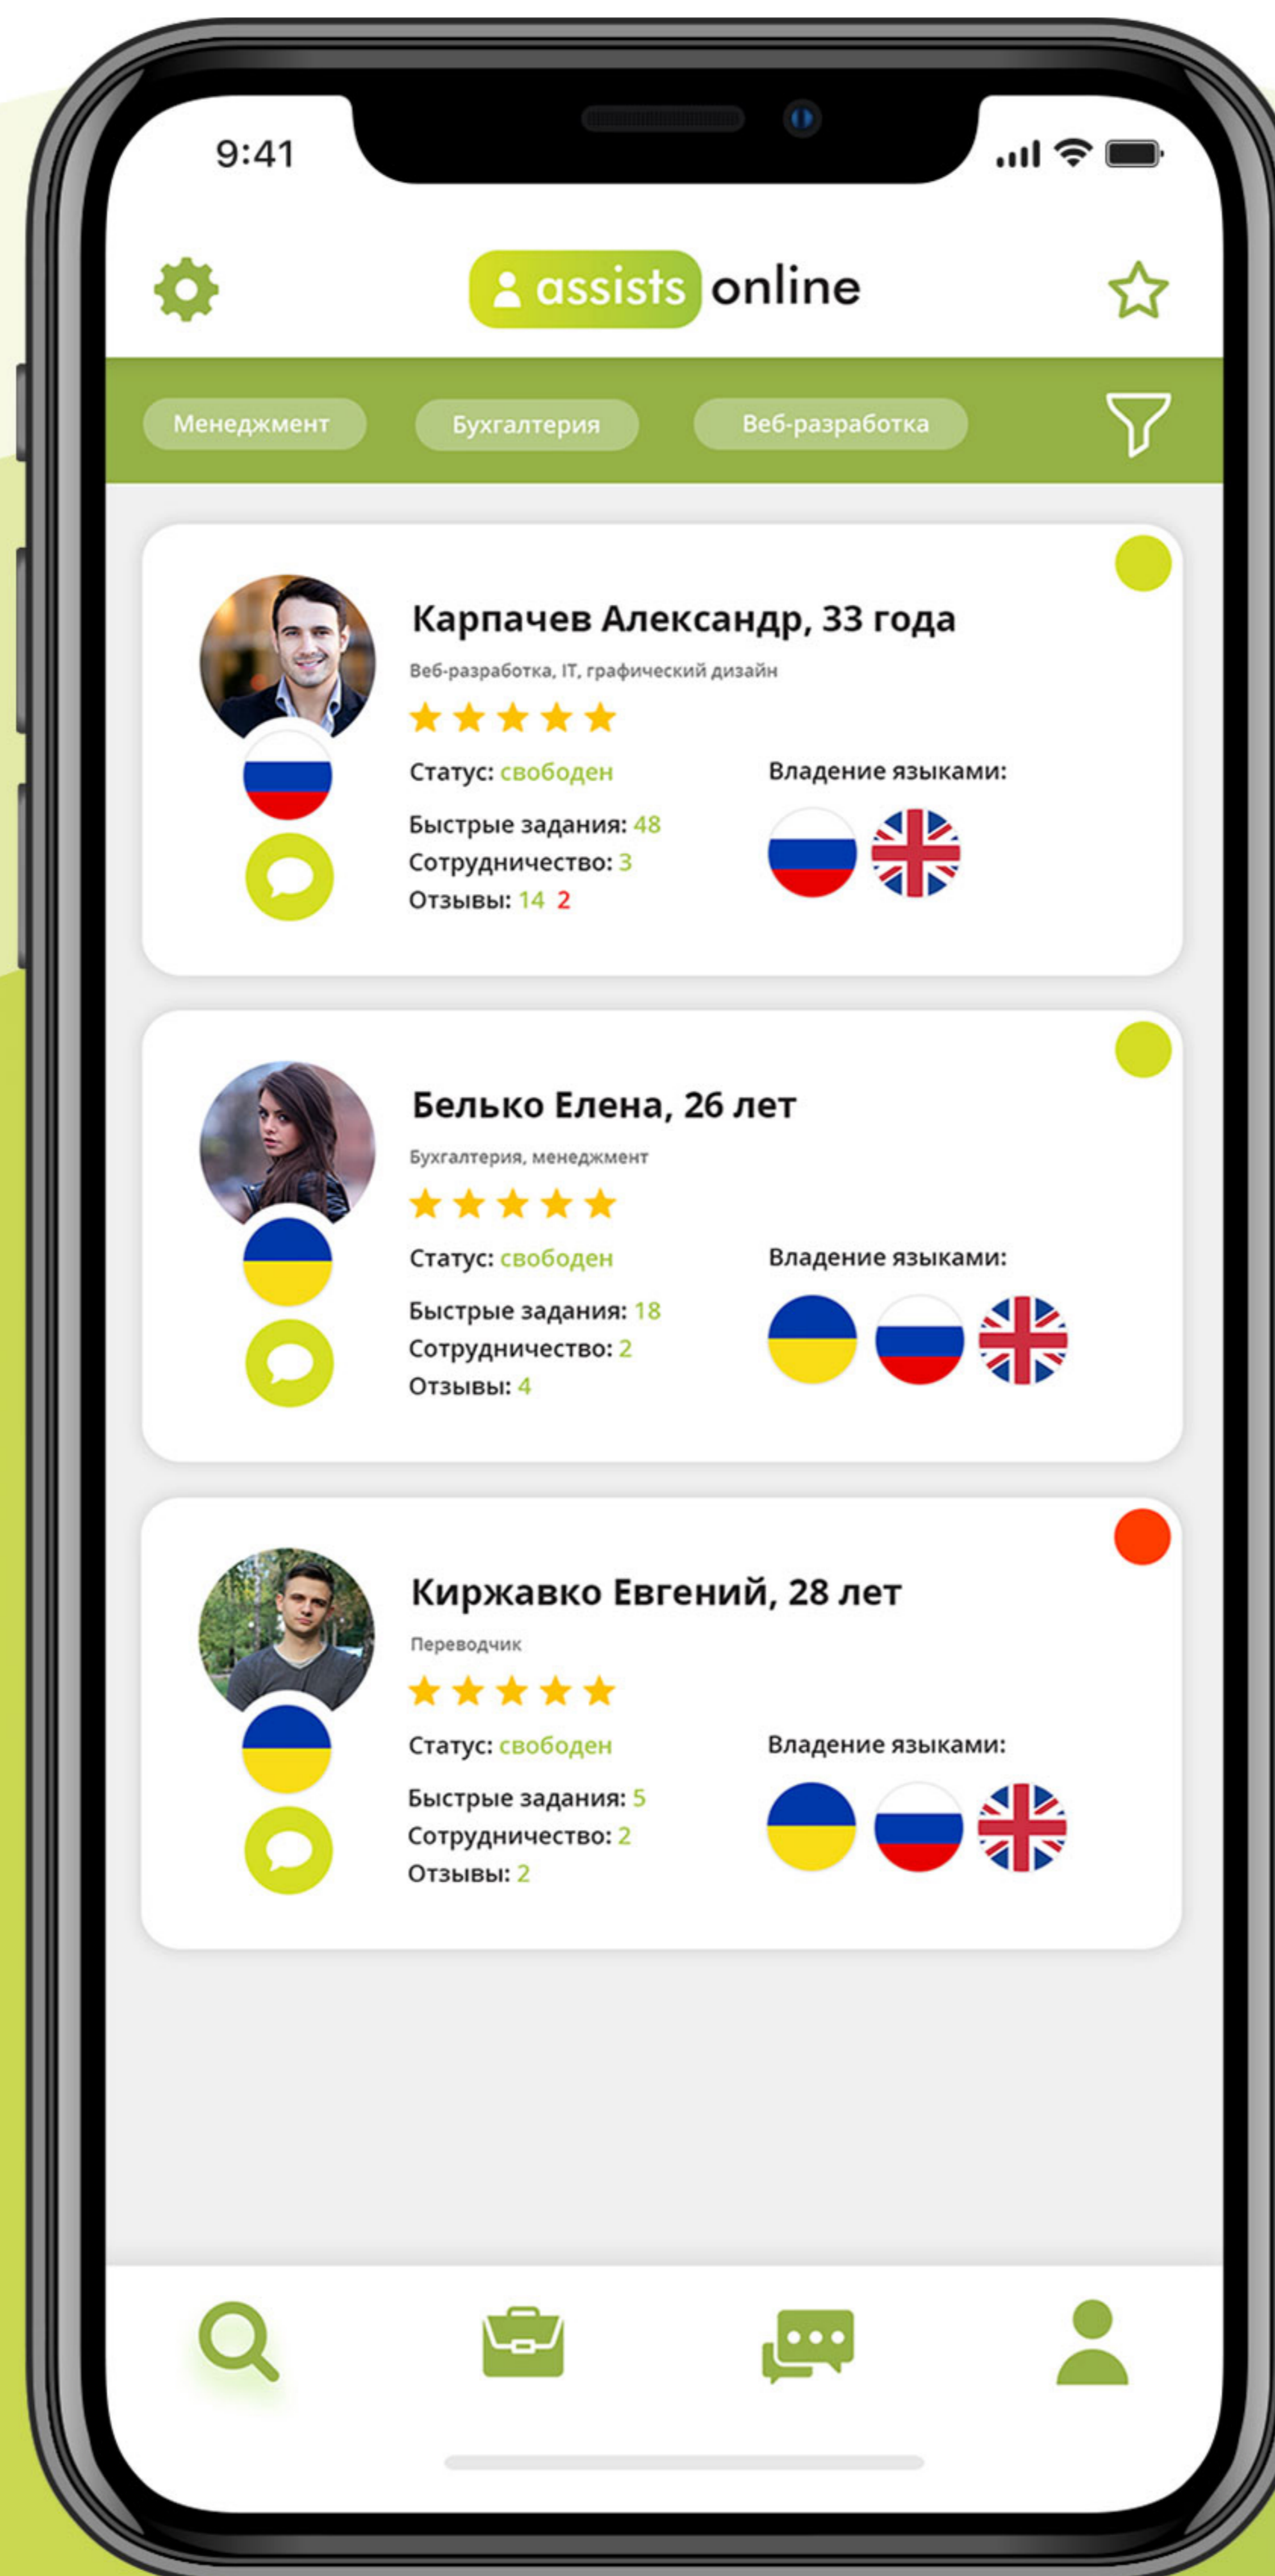 9:41
assists online
Менеджмент
Бухгалтерия
Веб-разработка
Карпачев Александр, 33 года
Веб-разработка, IT, графический дизайн
Статус: свободен
Владение языками:
Быстрые задания: 48
Сотрудничество: 3
Отзывы: 14 2
Белько Елена, 26 лет
Бухгалтерия, менеджмент
Статус: свободен
Владение языками:
Быстрые задания: 18
Сотрудничество: 2
Отзывы: 4
Киржавко Евгений, 28 лет
Переводчик
Статус: свободен
Владение языками:
Быстрые задания: 5
Сотрудничество: 2
Отзывы: 2